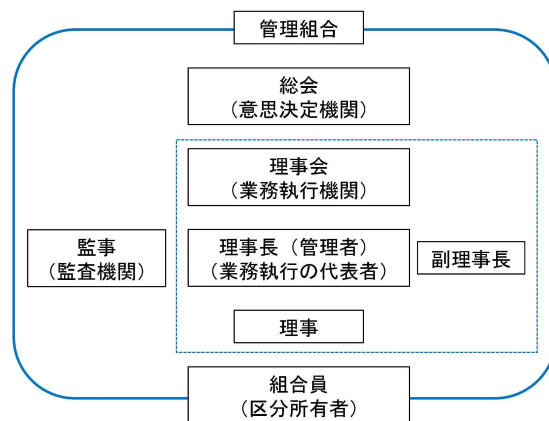 管理組合
総会
（意思決定機関）
理事会
（業務執行機関）
監事
（監査機関）
理事長（管理者）
（業務執行の代表者）
副理事長
理事
組合員
（区分所有者）